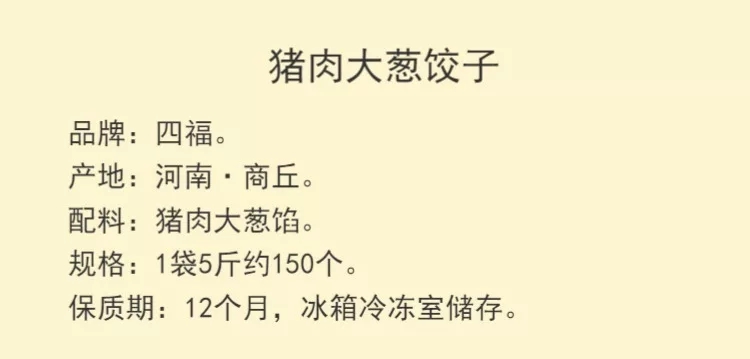 猪肉大葱饺子
品牌：四福。
产地：河南·商丘。
配料：猪肉大葱馅。
规格：1袋5斤约150个。
保质期：12个月，冰箱冷冻室储存。